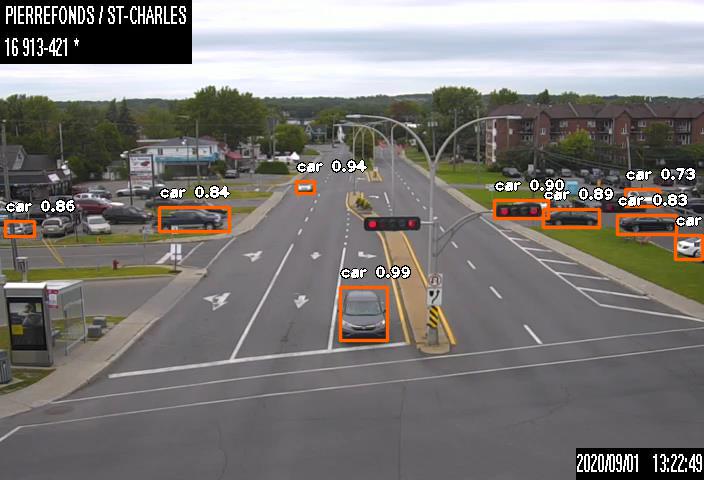 PIERREFONDS / ST-CHARLES
16 913-421 *
car 0.94
car 0.73
car 0.86
car 0.84
car 0.90
car 0.89
car 0.83
car
car 0.99
2020/09/01 13:22:49